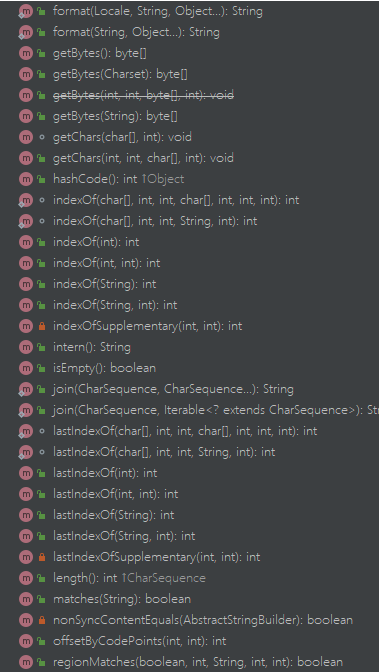 format(Locale, String, Object...): String
format(String, Object...): String
getBytes(): byte[]
getBytes(Charset): byte[]
getBytes(int, int, byte[], int): void
getBytes(String): byte[]
getChars(char[], int): void
getChars(int, int, char[], int): void
hashCode(): int ↑Object
indexOf(char[], int, int, char[], int, int, int): int
indexOf(char[], int, int, String, int): int
indexOf(int): int
indexOf(int, int): int
indexOf(String): int
indexOf(String, int): int
indexOfSupplementary(int, int): int
intern(): String
isEmpty(): boolean
join(CharSequence, CharSequence...): String
join(CharSequence, Iterable<? extends CharSequence>): Str
lastIndexOf(char[], int, int, char[], int, int, int): int
lastIndexOf(char[], int, int, String, int): int
lastIndexOf(int): int
lastIndexOf(int, int): int
lastIndexOf(String): int
lastIndexOf(String, int): int
lastIndexOfSupplementary(int, int): int
length(): int ↑CharSequence
matches(String): boolean
nonSyncContentEquals(AbstractStringBuilder): boolean
offsetByCodePoints(int, int): int
regionMatches(boolean, int, String, int, int): boolean